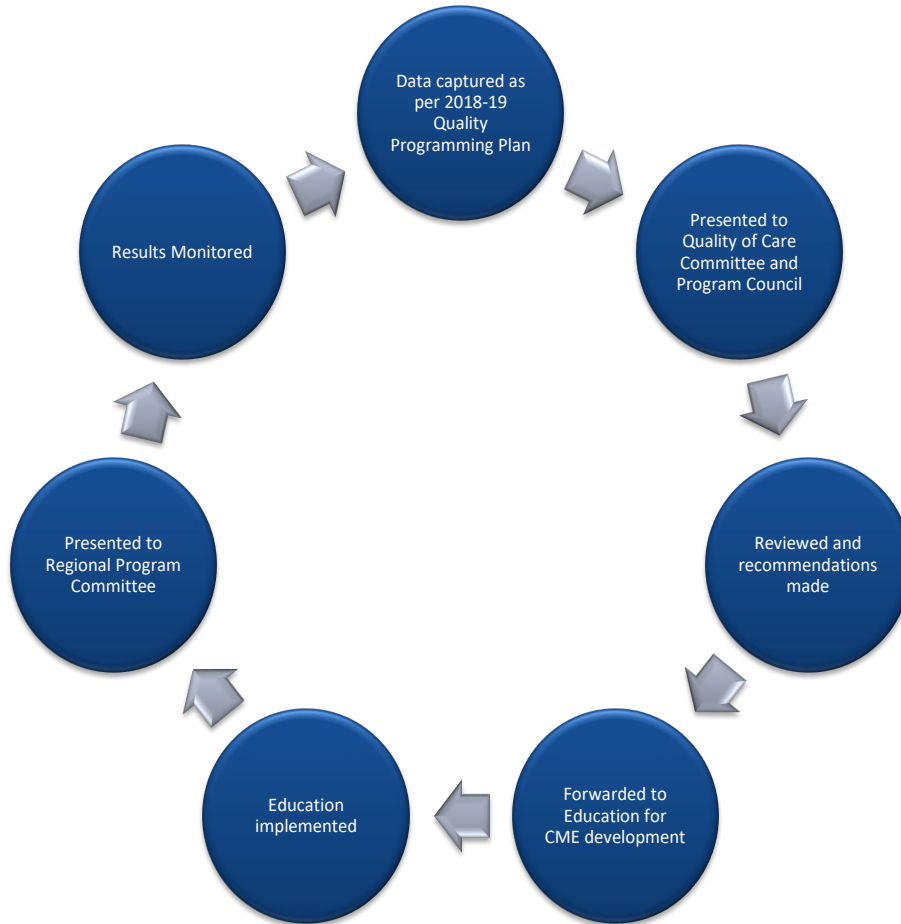 Data captured as
per 2018-19
Quality
Programming Plan
Presented to
Quality of Care
Committee and
Program Council
Reviewed and
recommendations
made
Forwarded to
Education for
CME development
Education
implemented
Presented to
Regional Program
Committee
Results Monitored